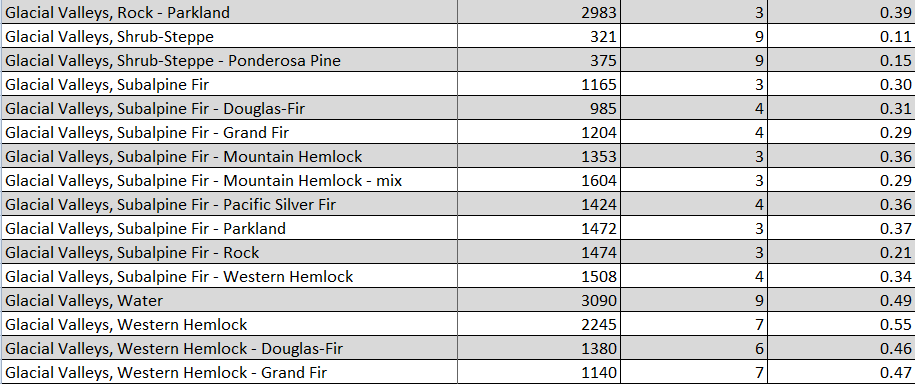 Glacial Valleys, Rock - Parkland 2983 3 0.39
Glacial Valleys, Shrub-Steppe 321 9 0.11
Glacial Valleys, Shrub-Steppe - Ponderosa Pine 375 9 0.15
Glacial Valleys, Subalpine Fir 1165 3 0.30
Glacial Valleys, Subalpine Fir - Douglas-Fir 985 4 0.31
Glacial Valleys, Subalpine Fir - Grand Fir 1204 4 0.29
Glacial Valleys, Subalpine Fir - Mountain Hemlock 1353 3 0.36
Glacial Valleys, Subalpine Fir - Mountain Hemlock - mix 1604 3 0.29
Glacial Valleys, Subalpine Fir - Pacific Silver Fir 1424 4 0.36
Glacial Valleys, Subalpine Fir - Parkland 1472 3 0.37
Glacial Valleys, Subalpine Fir - Rock 1474 3 0.21
Glacial Valleys, Subalpine Fir - Western Hemlock 1508 4 0.34
Glacial Valleys, Water 3090 9 0.49
Glacial Valleys, Western Hemlock 2245 7 0.55
Glacial Valleys, Western Hemlock - Douglas-Fir 1380 6 0.46
Glacial Valleys, Western Hemlock - Grand Fir 1140 7 0.47